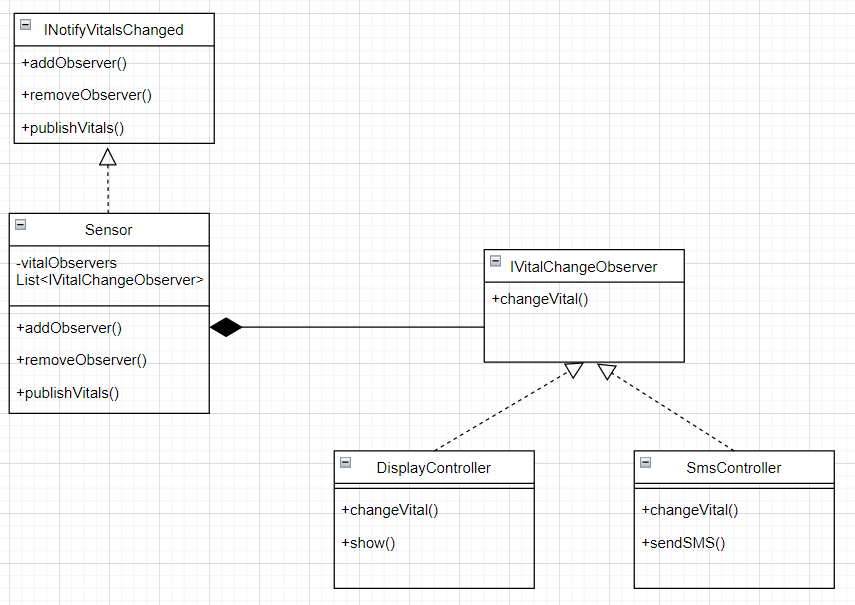 INotifyVitalsChanged
+addObserver()
+removeObserver()
+publishVitals()
Sensor
-vitalObservers
List<IVitalChangeObserver>
+addObserver()
+removeObserver()
+publishVitals()
IVitalChangeObserver
+changeVital()
DisplayController
+changeVital()
+show()
SmsController
+changeVital()
+sendSMS()